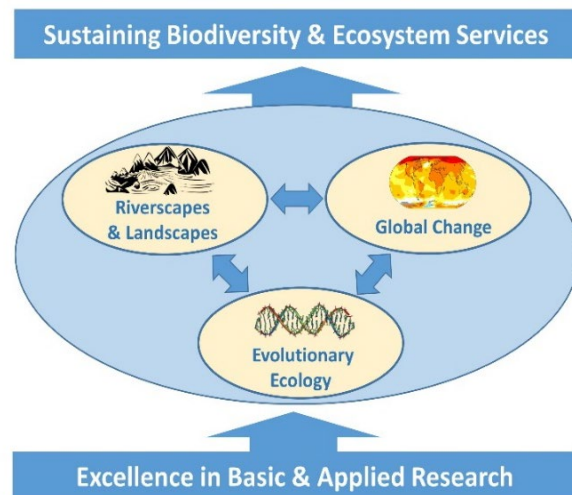 Sustaining Biodiversity & Ecosystem Services
Riverscapes
& Landscapes
Global Change
Evolutionary
Ecology
Excellence in Basic & Applied Research